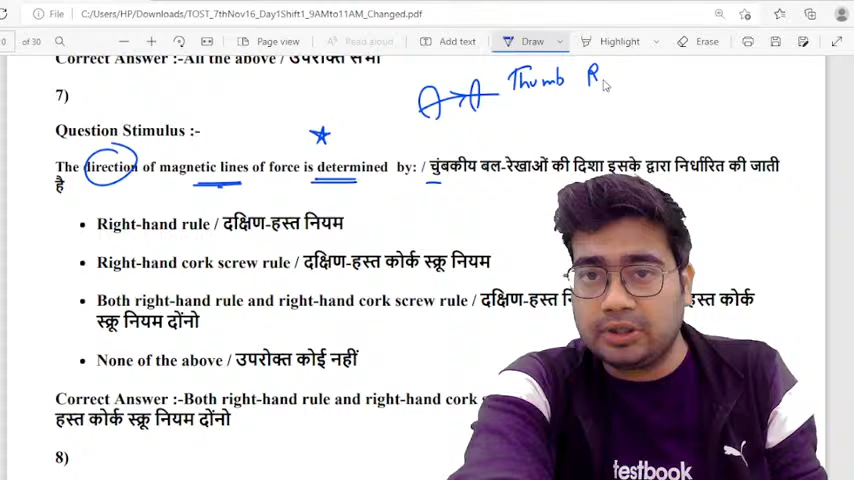 C:/Users/HP/Downloads/TOST_7thNov16_Day1Shift1_9AMto11AM_Changed.pdf
of 30
Page view
Read aloud
Add text
Draw
Highlight
Erase
Correct Answer :-All the above / उपरोक्त सभी
7)
Thumb R
Question Stimulus :-
The direction of magnetic lines of force is determined by: / चुंबकीय बल-रेखाओं की दिशा इसके द्वारा निर्धारित की जाती
है
• Right-hand rule / दक्षिण-हस्त नियम
• Right-hand cork screw rule / दक्षिण-हस्त कोर्क स्क्रू नियम
• Both right-hand rule and right-hand cork screw rule / दक्षिण-हस्त हस्त कोर्क
स्क्रू नियम दोंनो
• None of the above / उपरोक्त कोई नहीं
Correct Answer :-Both right-hand rule and right-hand cork
हस्त कोर्क स्क्रू नियम दोंनो
8)
testbook